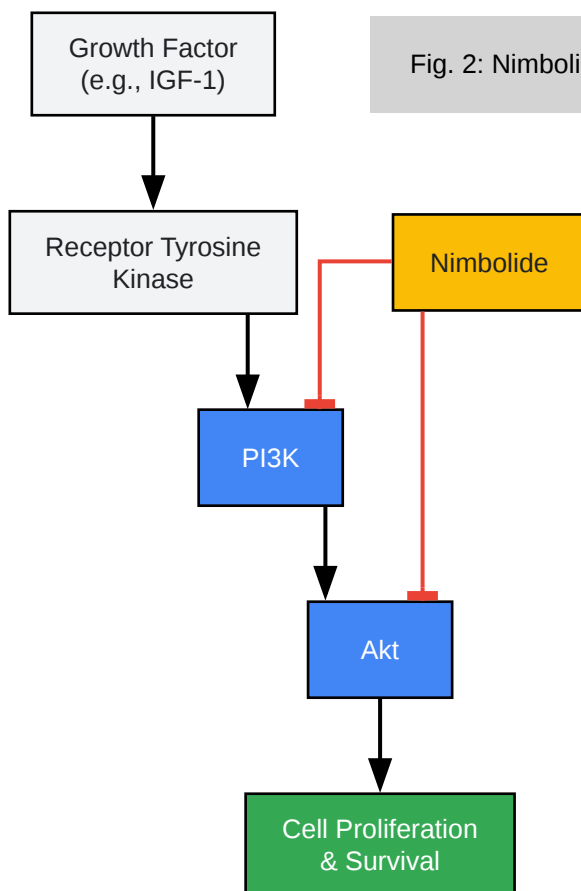 Growth Factor
(e.g., IGF-1)
Fig. 2: Nimboli
Receptor Tyrosine
Kinase
Nimbolide
PI3K
Akt
Cell Proliferation
& Survival